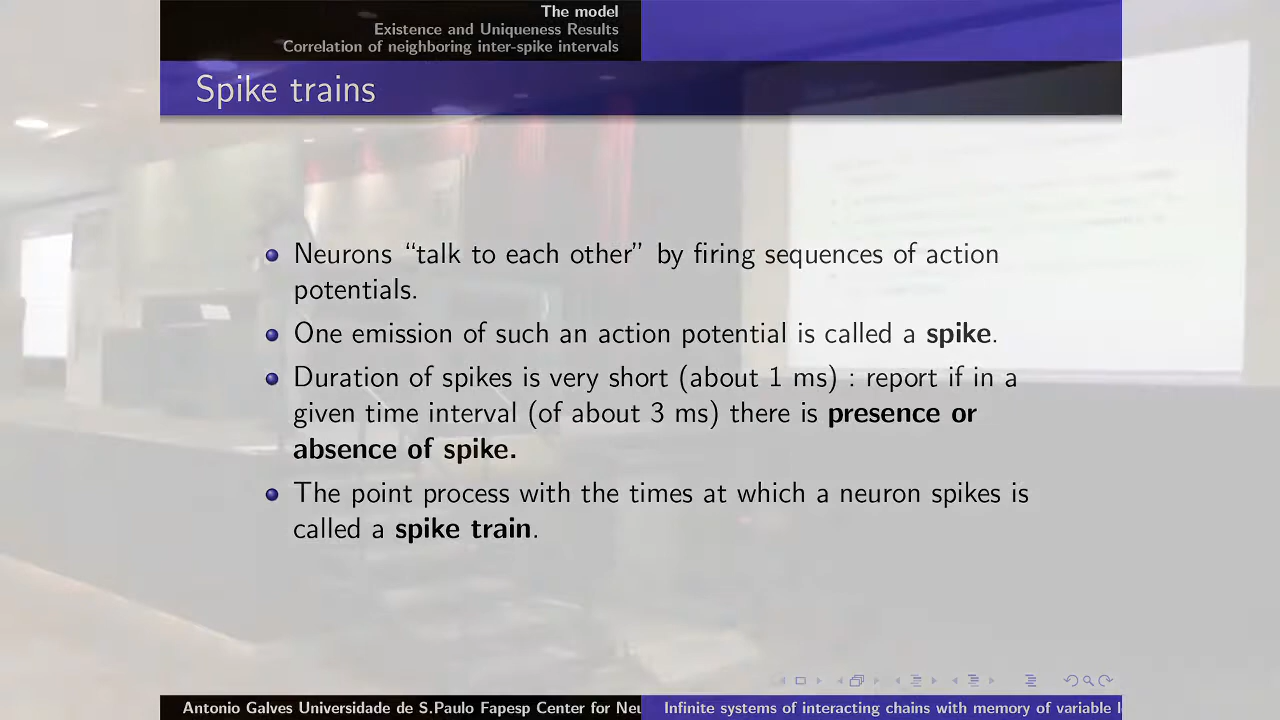 The model
Existence and Uniqueness Results
Correlation of neighboring inter-spike intervals
Spike trains
Neurons “talk to each other” by firing sequences of action
potentials.
One emission of such an action potential is called a spike.
Duration of spikes is very short (about 1 ms) : report if in a
given time interval (of about 3 ms) there is presence or
absence of spike.
The point process with the times at which a neuron spikes is
called a spike train.
Antonio Galves Universidade de S.Paulo Fapesp Center for Neu
Infinite systems of interacting chains with memory of variable l